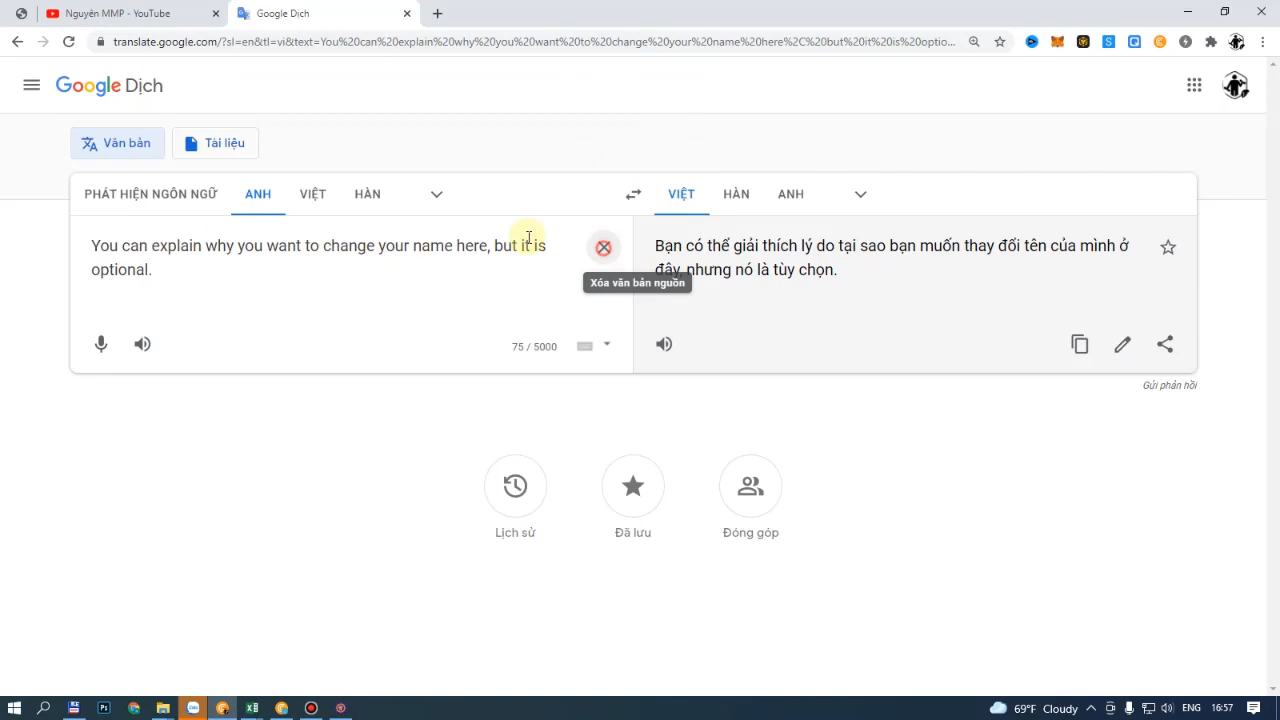 Nguyên MMP - YouTube
Google Dịch
translate.google.com/?sl=en&tl=vi&text=You%20can%20explain%20why%20you%20want%20to%20change%20your%20name%20here%2C%20but%20it%20is%20optio...
Google Dịch
Văn bản
Tài liệu
PHÁT HIỆN NGÔN NGỮ ANH VIỆT HÀN
VIỆT HÀN ANH
You can explain why you want to change your name here, but it is
optional.
Bạn có thể giải thích lý do tại sao bạn muốn thay đổi tên của mình ở
đây, nhưng nó là tùy chọn.
Xóa văn bản nguồn
75 / 5000
Gửi phản hồi
Lịch sử
Đã lưu
Đóng góp
69°F Cloudy
ENG
16:57